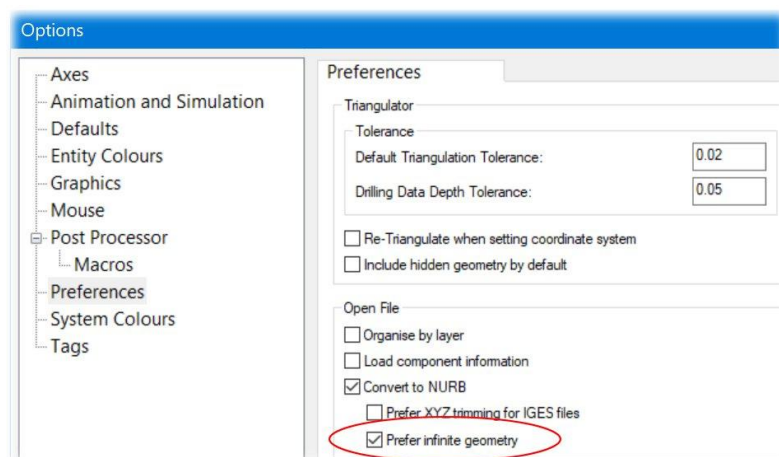 Options
Axes
Animation and Simulation
Defaults
Entity Colours
Graphics
Mouse
Post Processor
Macros
Preferences
System Colours
Tags
Preferences
Triangulator
Tolerance
Default Triangulation Tolerance: 0.02
Drilling Data Depth Tolerance: 0.05
Re-Triangulate when setting coordinate system
Include hidden geometry by default
Open File
Organise by layer
Load component information
Convert to NURB
Prefer XYZ trimming for IGES files
Prefer infinite geometry